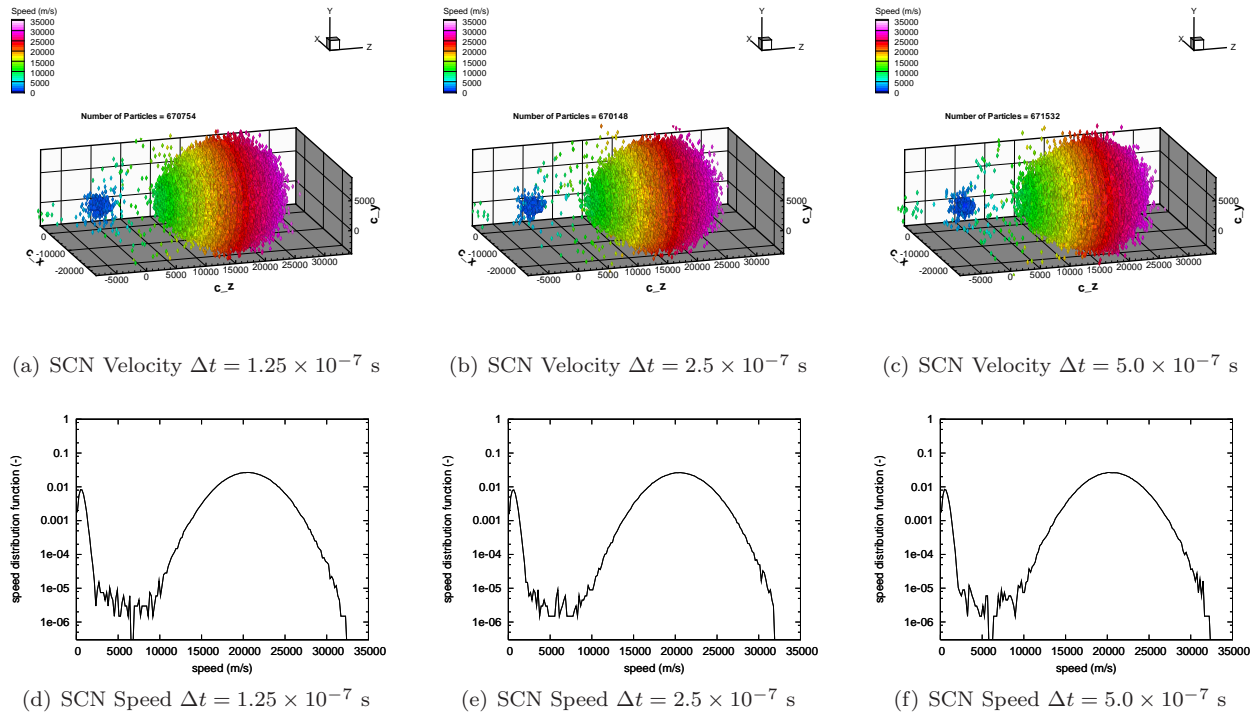 Speed (m/s)
35000
30000
25000
20000
15000
10000
5000
0
Y
X
Z
Number of Particles = 670754
5000
0
c_y
0
-10000
-20000
c_x
-5000
0
5000
10000
15000
20000
25000
30000
c_z
(a) SCN Velocity Δt = 1.25 × 10⁻⁷ s
Speed (m/s)
35000
30000
25000
20000
15000
10000
5000
0
Y
X
Z
Number of Particles = 670148
5000
0
c_y
0
-10000
-20000
c_x
-5000
0
5000
10000
15000
20000
25000
30000
c_z
(b) SCN Velocity Δt = 2.5 × 10⁻⁷ s
Speed (m/s)
35000
30000
25000
20000
15000
10000
5000
0
Y
X
Z
Number of Particles = 671532
5000
0
c_y
0
-10000
-20000
c_x
-5000
0
5000
10000
15000
20000
25000
30000
c_z
(c) SCN Velocity Δt = 5.0 × 10⁻⁷ s
speed distribution function (-)
1
0.1
0.01
0.001
1e-04
1e-05
1e-06
0 5000 10000 15000 20000 25000 30000 35000
speed (m/s)
(d) SCN Speed Δt = 1.25 × 10⁻⁷ s
speed distribution function (-)
1
0.1
0.01
0.001
1e-04
1e-05
1e-06
0 5000 10000 15000 20000 25000 30000 35000
speed (m/s)
(e) SCN Speed Δt = 2.5 × 10⁻⁷ s
speed distribution function (-)
1
0.1
0.01
0.001
1e-04
1e-05
1e-06
0 5000 10000 15000 20000 25000 30000 35000
speed (m/s)
(f) SCN Speed Δt = 5.0 × 10⁻⁷ s